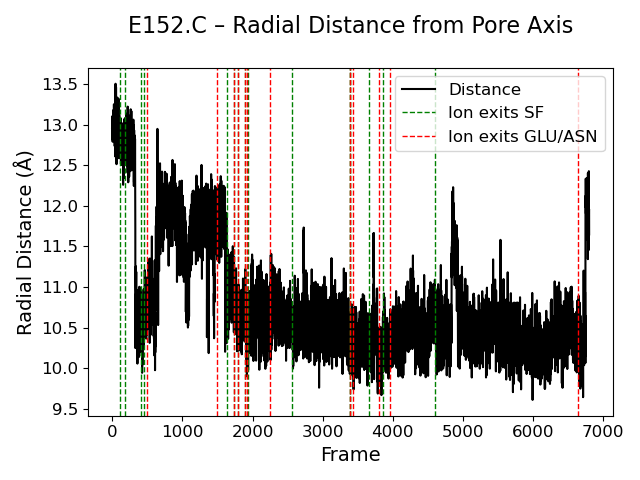 E152.C – Radial Distance from Pore Axis
Distance
Ion exits SF
Ion exits GLU/ASN
Radial Distance (Å)
13.5
13.0
12.5
12.0
11.5
11.0
10.5
10.0
9.5
0 1000 2000 3000 4000 5000 6000 7000
Frame